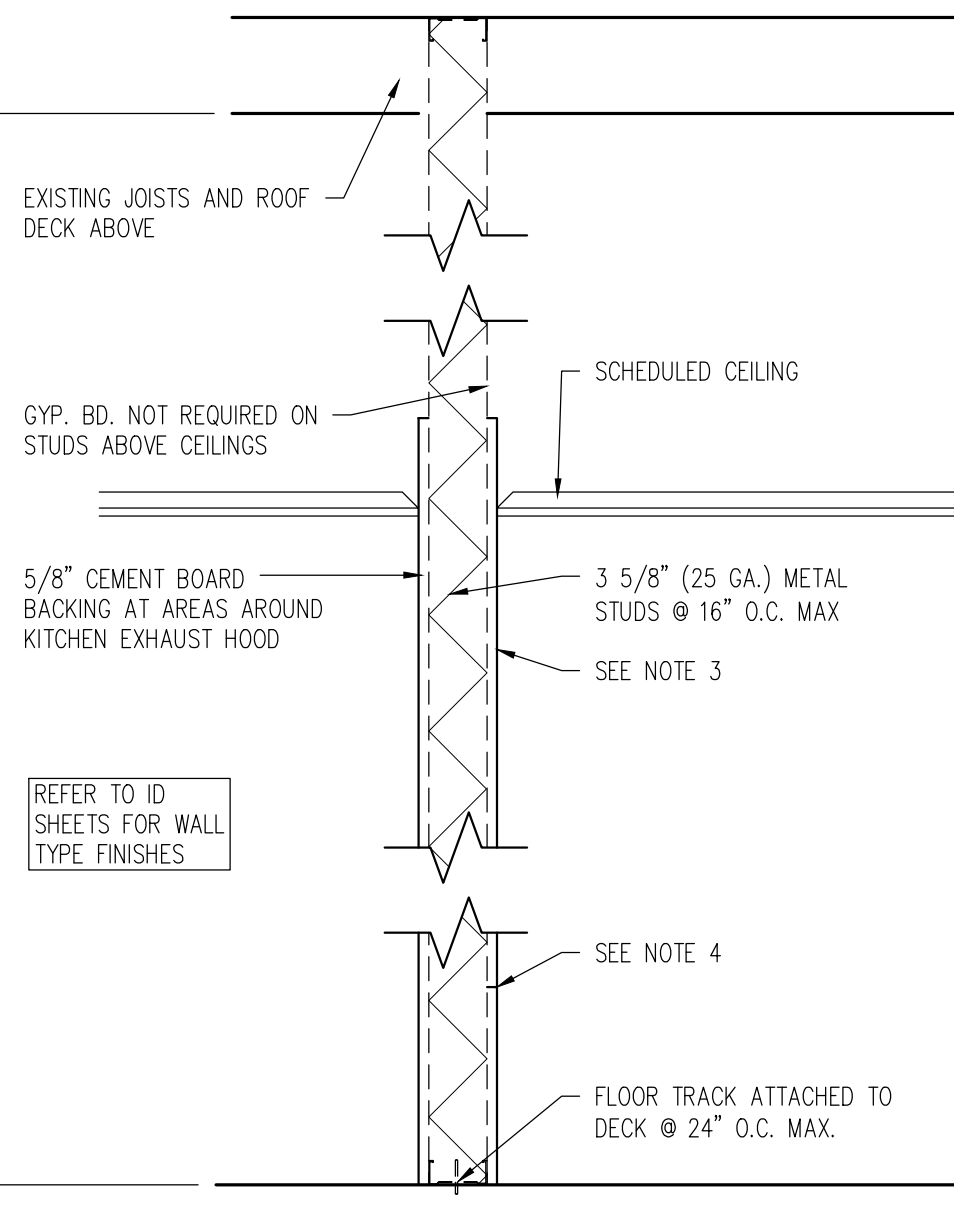 EXISTING JOISTS AND ROOF
DECK ABOVE
SCHEDULED CEILING
GYP. BD. NOT REQUIRED ON
STUDS ABOVE CEILINGS
5/8" CEMENT BOARD
BACKING AT AREAS AROUND
KITCHEN EXHAUST HOOD
3 5/8" (25 GA.) METAL
STUDS @ 16" O.C. MAX
SEE NOTE 3
REFER TO ID
SHEETS FOR WALL
TYPE FINISHES
SEE NOTE 4
FLOOR TRACK ATTACHED TO
DECK @ 24" O.C. MAX.